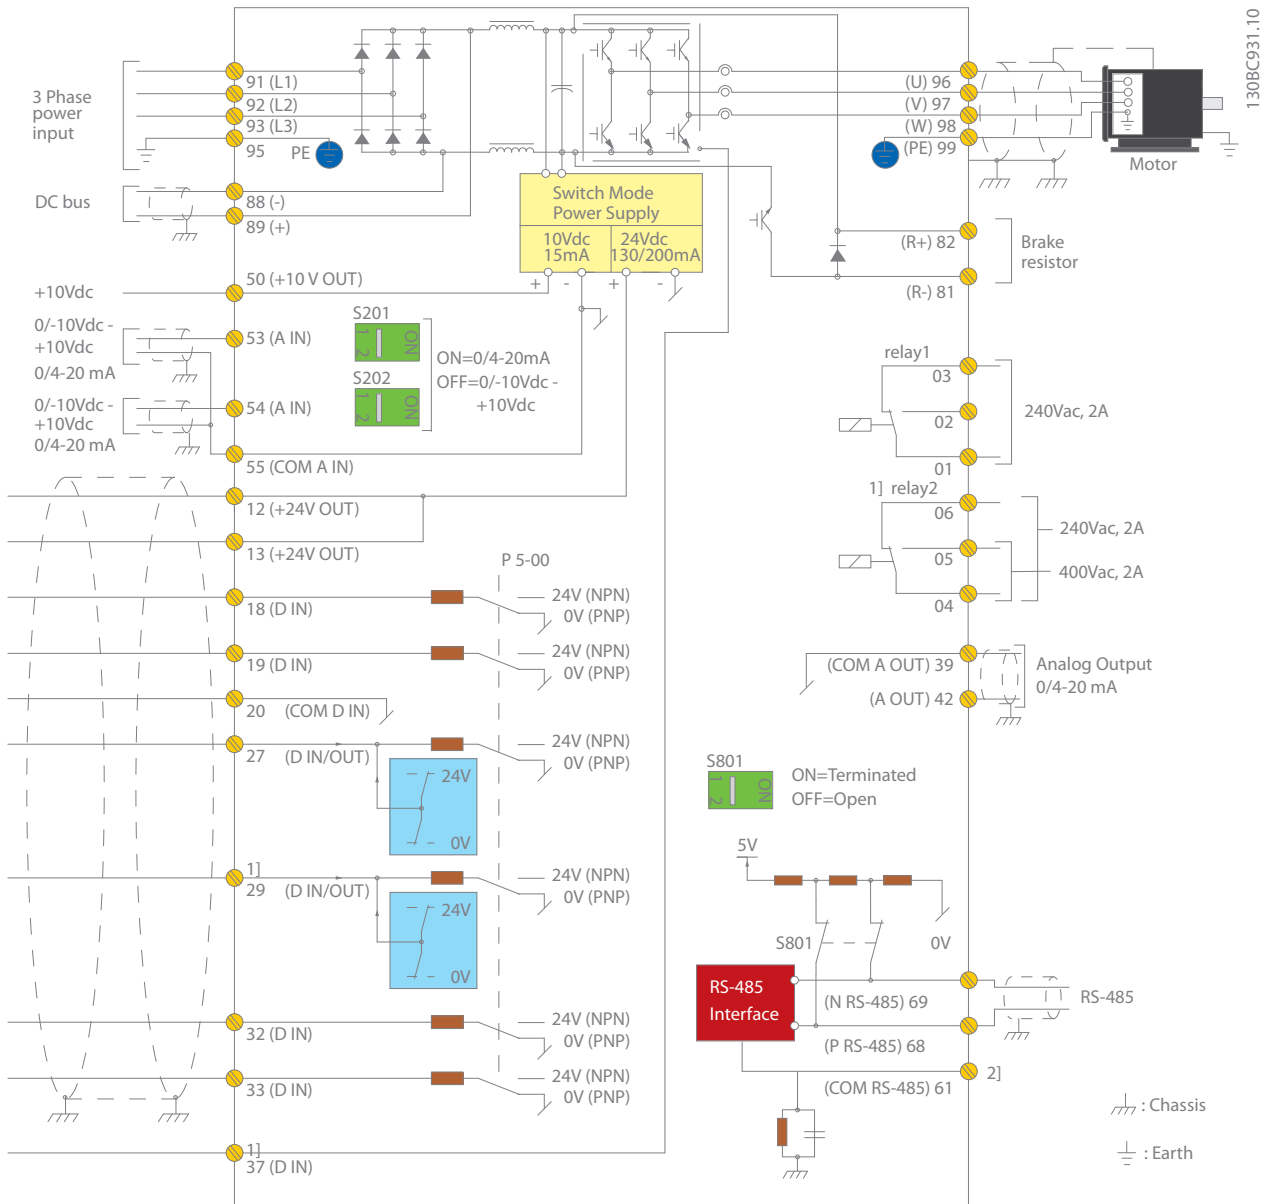 130BC931.10
3 Phase
power
input
91 (L1)
92 (L2)
93 (L3)
95
PE
DC bus
88 (-)
89 (+)
Switch Mode
Power Supply
10Vdc
15mA
24Vdc
130/200mA
+ - + -
(U) 96
(V) 97
(W) 98
(PE) 99
Motor
(R+) 82
(R-) 81
Brake
resistor
+10Vdc
50 (+10 V OUT)
0/-10Vdc -
+10Vdc
0/4-20 mA
53 (A IN)
0/-10Vdc -
+10Vdc
0/4-20 mA
54 (A IN)
55 (COM A IN)
S201
1 2
ON
S202
1 2
ON
ON=0/4-20mA
OFF=0/-10Vdc -
+10Vdc
relay1
03
02
01
240Vac, 2A
1] relay2
06
05
04
240Vac, 2A
400Vac, 2A
12 (+24V OUT)
13 (+24V OUT)
P 5-00
18 (D IN)
24V (NPN)
0V (PNP)
19 (D IN)
24V (NPN)
0V (PNP)
20 (COM D IN)
27 (D IN/OUT)
24V (NPN)
0V (PNP)
24V
0V
1]
29 (D IN/OUT)
24V (NPN)
0V (PNP)
24V
0V
32 (D IN)
24V (NPN)
0V (PNP)
33 (D IN)
24V (NPN)
0V (PNP)
1]
37 (D IN)
(COM A OUT) 39
(A OUT) 42
Analog Output
0/4-20 mA
S801
1 2
ON
ON=Terminated
OFF=Open
5V
S801
0V
RS-485
Interface
(N RS-485) 69
(P RS-485) 68
(COM RS-485) 61
RS-485
2]
: Chassis
: Earth